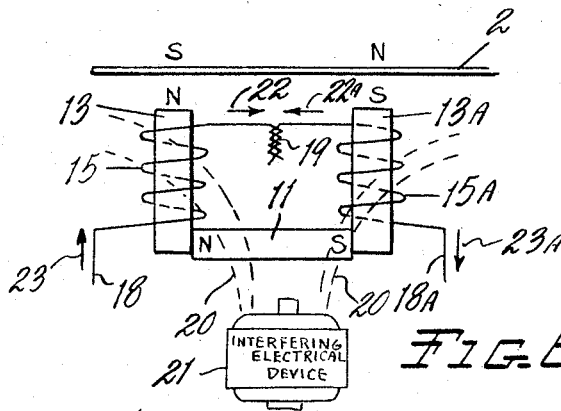 S N 2
N 22 22A S
13 13A
19
15 15A
11
N S
23 23A
18 20 20 18A
INTERFERING
ELECTRICAL
DEVICE
21
FIG.